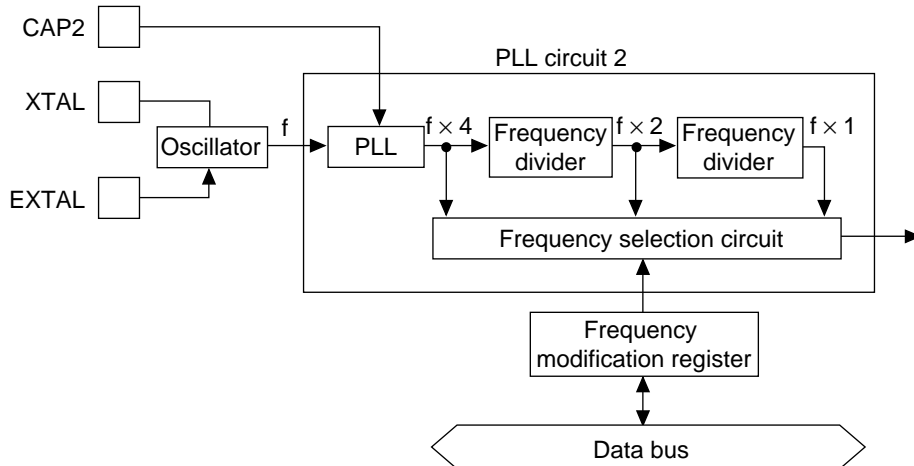 CAP2
PLL circuit 2
XTAL
EXTAL
Oscillator
f
PLL
f × 4
Frequency
divider
f × 2
Frequency
divider
f × 1
Frequency selection circuit
Frequency
modification register
Data bus